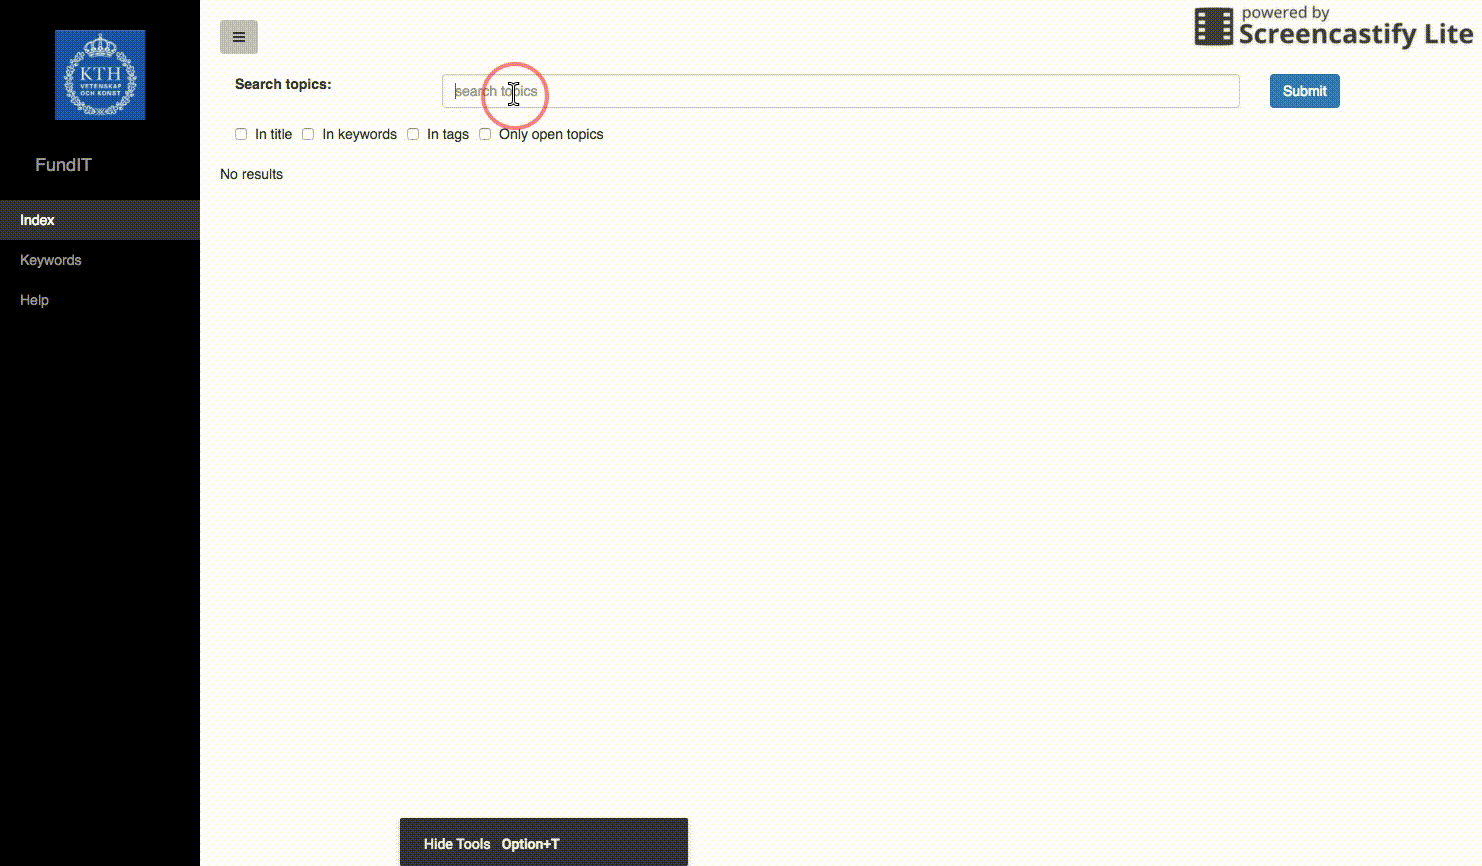 powered by
Screencastify Lite
KTH
VETENSKAP
OCH KONST
FundIT
Index
Keywords
Help
Search topics:
search topics
Submit
In title
In keywords
In tags
Only open topics
No results
Hide Tools Option+T